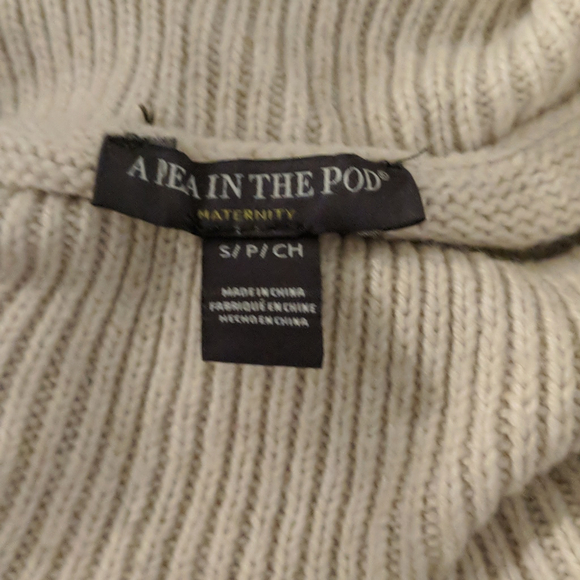 A PEA IN THE POD®
MATERNITY
S/P/CH
MADE IN CHINA
FABRIQUÉ EN CHINE
HECHO EN CHINA